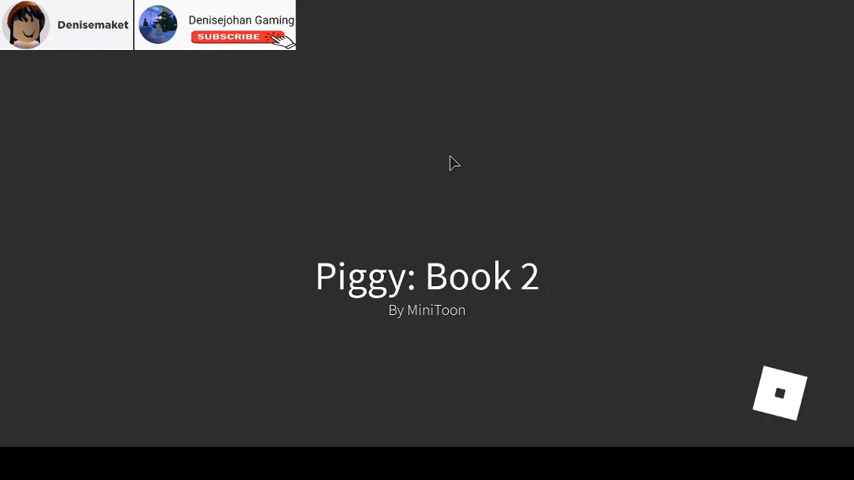 Denisemaket
Denisejohan Gaming
SUBSCRIBE
Piggy: Book 2
By MiniToon